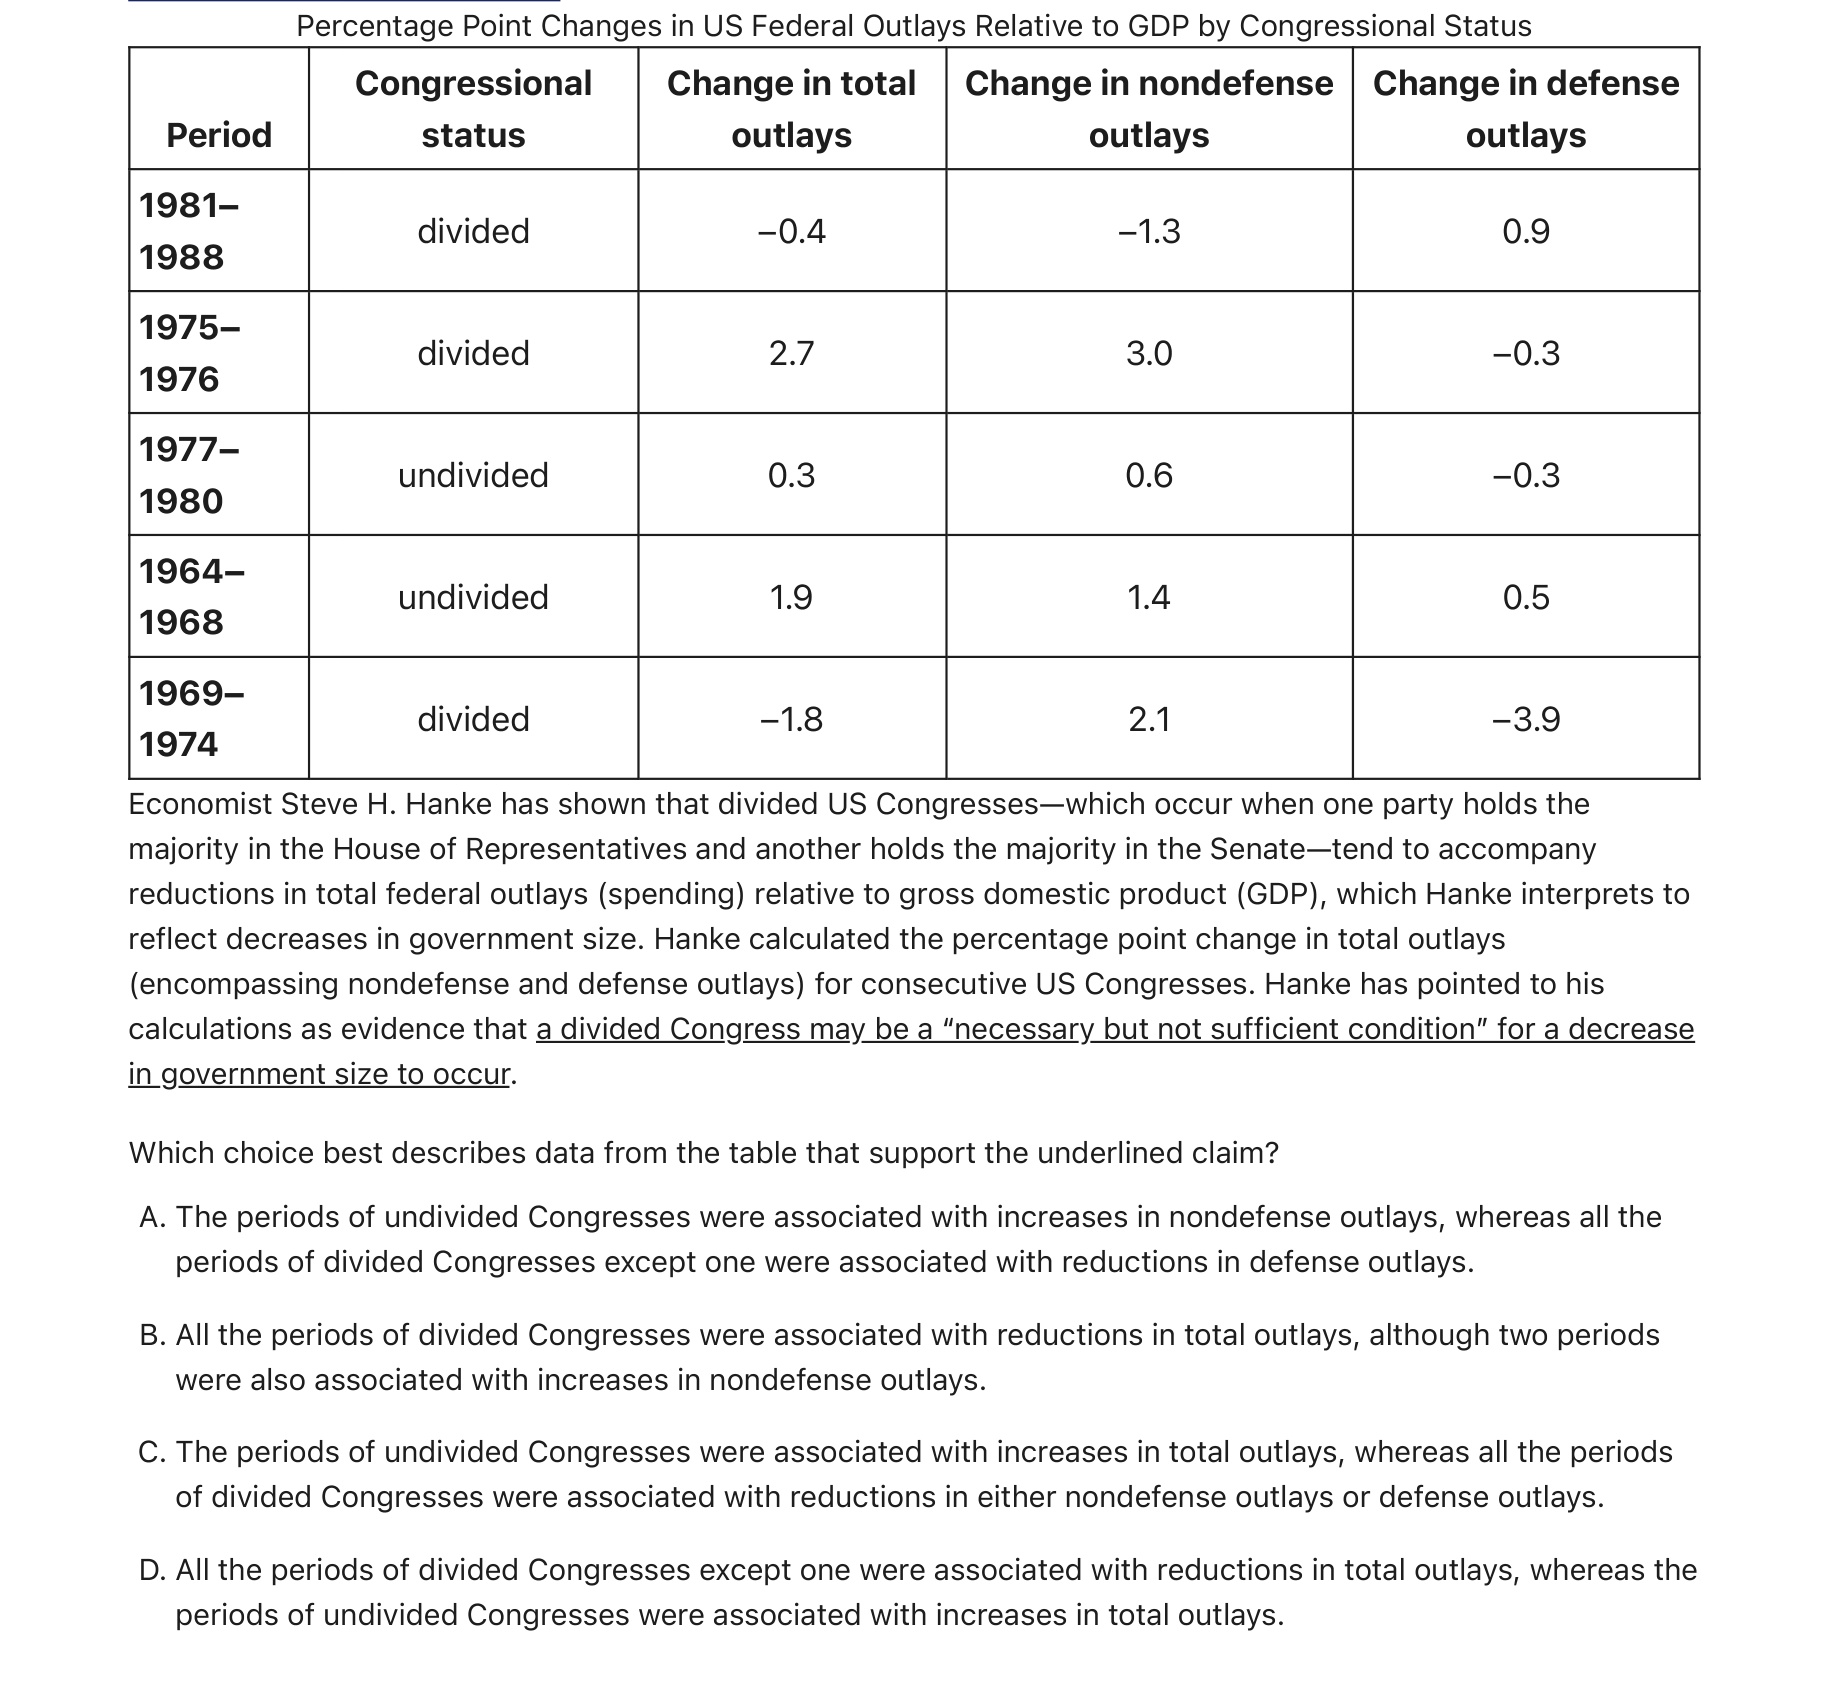 Percentage Point Changes in US Federal Outlays Relative to GDP by Congressional Status
Period Congressional status Change in total outlays Change in nondefense outlays Change in defense outlays
1981–1988 divided –0.4 –1.3 0.9
1975–1976 divided 2.7 3.0 –0.3
1977–1980 undivided 0.3 0.6 –0.3
1964–1968 undivided 1.9 1.4 0.5
1969–1974 divided –1.8 2.1 –3.9
Economist Steve H. Hanke has shown that divided US Congresses—which occur when one party holds the
majority in the House of Representatives and another holds the majority in the Senate—tend to accompany
reductions in total federal outlays (spending) relative to gross domestic product (GDP), which Hanke interprets to
reflect decreases in government size. Hanke calculated the percentage point change in total outlays
(encompassing nondefense and defense outlays) for consecutive US Congresses. Hanke has pointed to his
calculations as evidence that a divided Congress may be a “necessary but not sufficient condition” for a decrease
in government size to occur.
Which choice best describes data from the table that support the underlined claim?
A. The periods of undivided Congresses were associated with increases in nondefense outlays, whereas all the
periods of divided Congresses except one were associated with reductions in defense outlays.
B. All the periods of divided Congresses were associated with reductions in total outlays, although two periods
were also associated with increases in nondefense outlays.
C. The periods of undivided Congresses were associated with increases in total outlays, whereas all the periods
of divided Congresses were associated with reductions in either nondefense outlays or defense outlays.
D. All the periods of divided Congresses except one were associated with reductions in total outlays, whereas the
periods of undivided Congresses were associated with increases in total outlays.